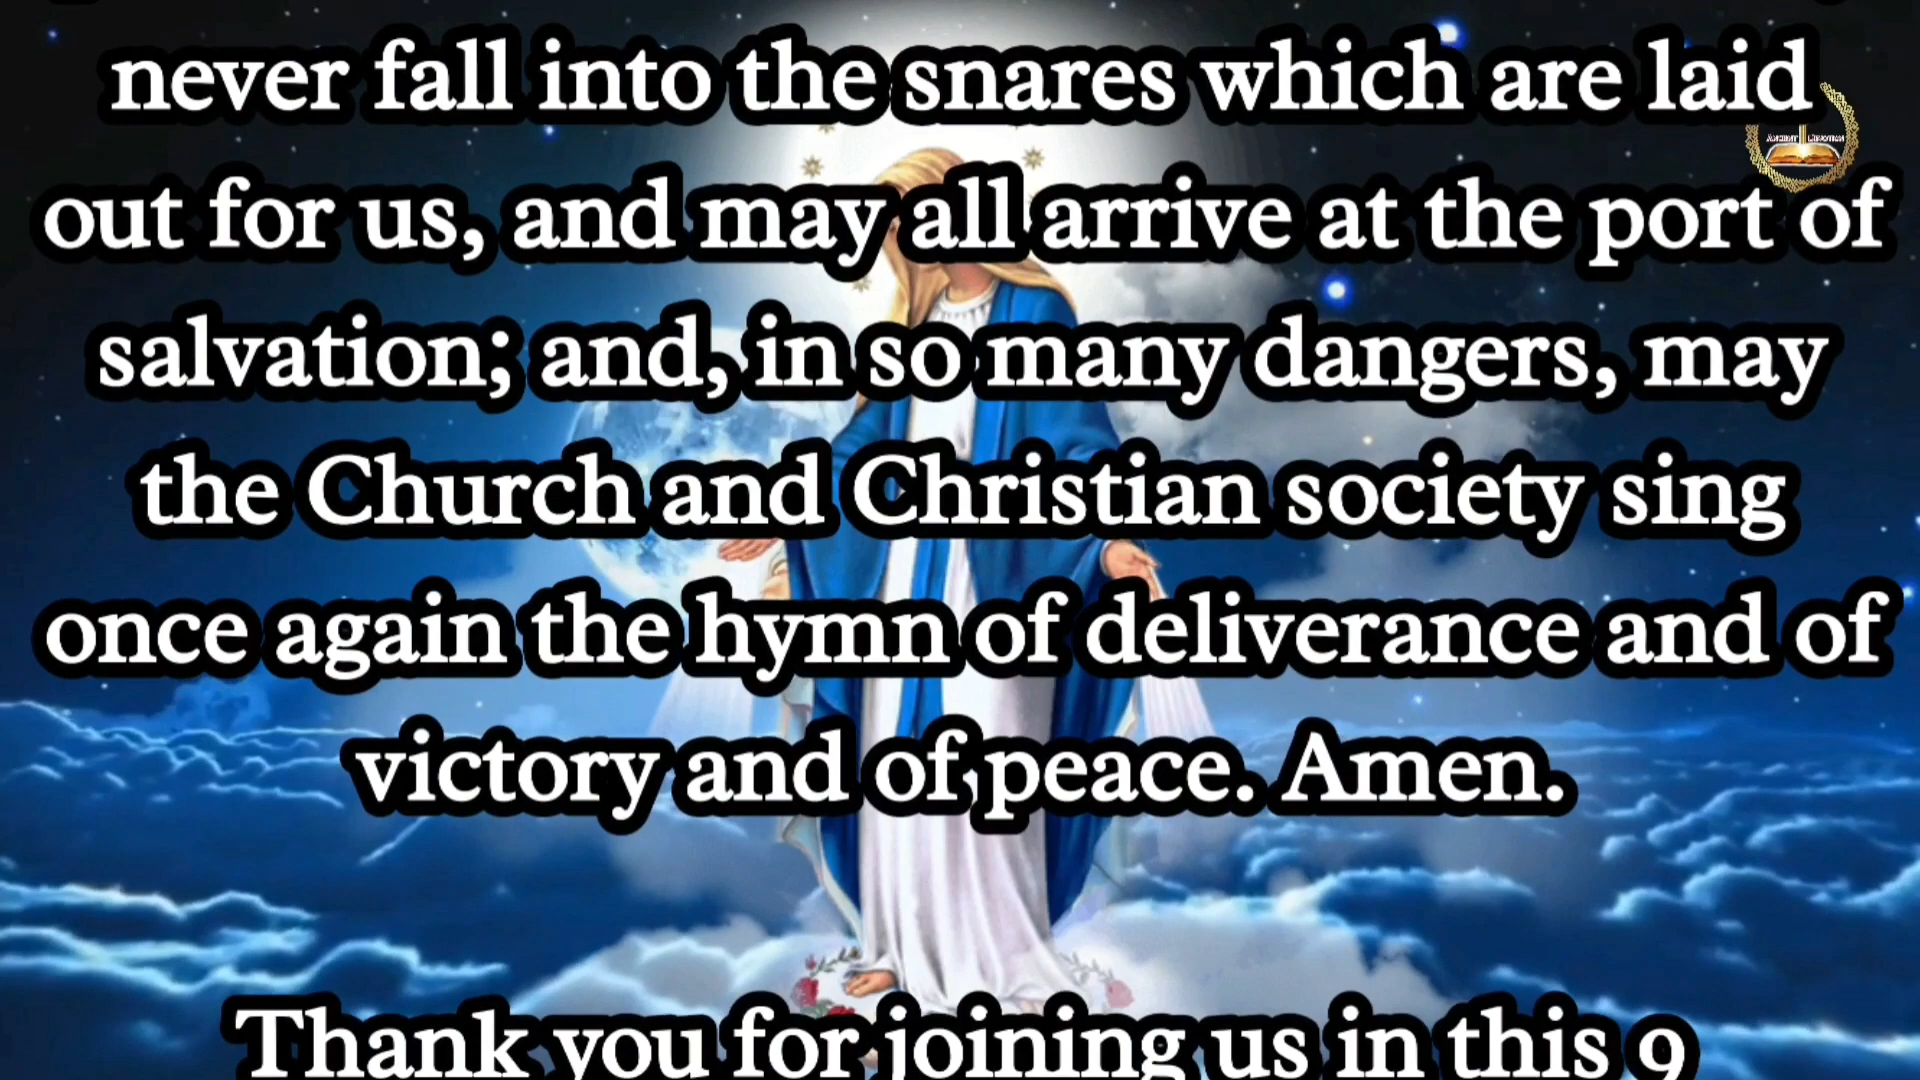 never fall into the snares which are laid
ANCIENT DEVOTION
out for us, and may all arrive at the port of
salvation; and, in so many dangers, may
the Church and Christian society sing
once again the hymn of deliverance and of
victory and of peace. Amen.
Thank you for joining us in this 9